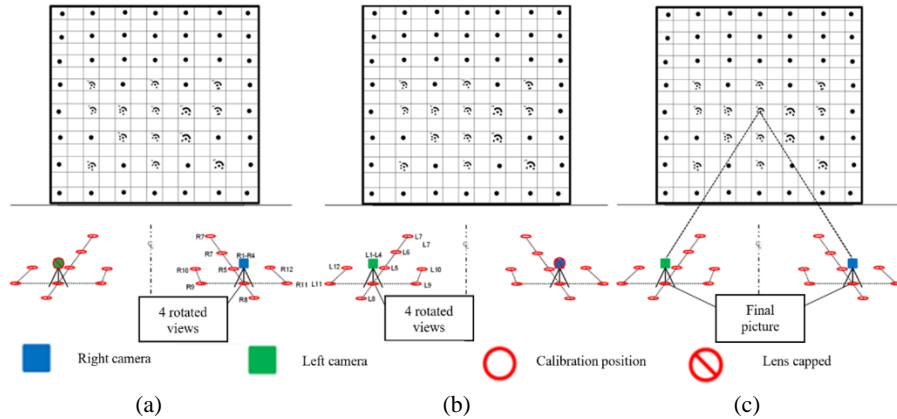 ℄
R7
R7
R1-R4
R10
R5
R12
R9
R11
R8
4 rotated
views
℄
L7
L7
L6
L1-L4
L12
L5
L10
L11
L9
L8
4 rotated
views
℄
Final
picture
Right camera
Left camera
Calibration position
Lens capped
(a)
(b)
(c)